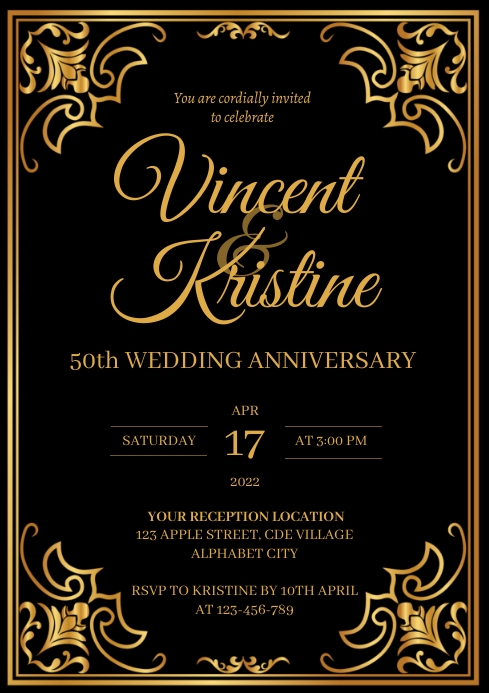 You are cordially invited
to celebrate
Vincent
&
Kristine
50th WEDDING ANNIVERSARY
APR
SATURDAY 17 AT 3:00 PM
2022
YOUR RECEPTION LOCATION
123 APPLE STREET, CDE VILLAGE
ALPHABET CITY
RSVP TO KRISTINE BY 10TH APRIL
AT 123-456-789